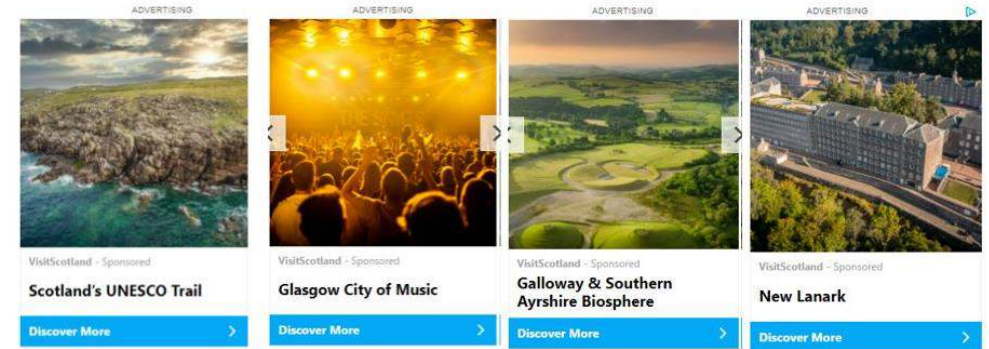 ADVERTISING
VisitScotland - Sponsored
Scotland's UNESCO Trail
Discover More
ADVERTISING
VisitScotland - Sponsored
Glasgow City of Music
Discover More
ADVERTISING
VisitScotland - Sponsored
Galloway & Southern
Ayrshire Biosphere
Discover More
ADVERTISING
VisitScotland - Sponsored
New Lanark
Discover More